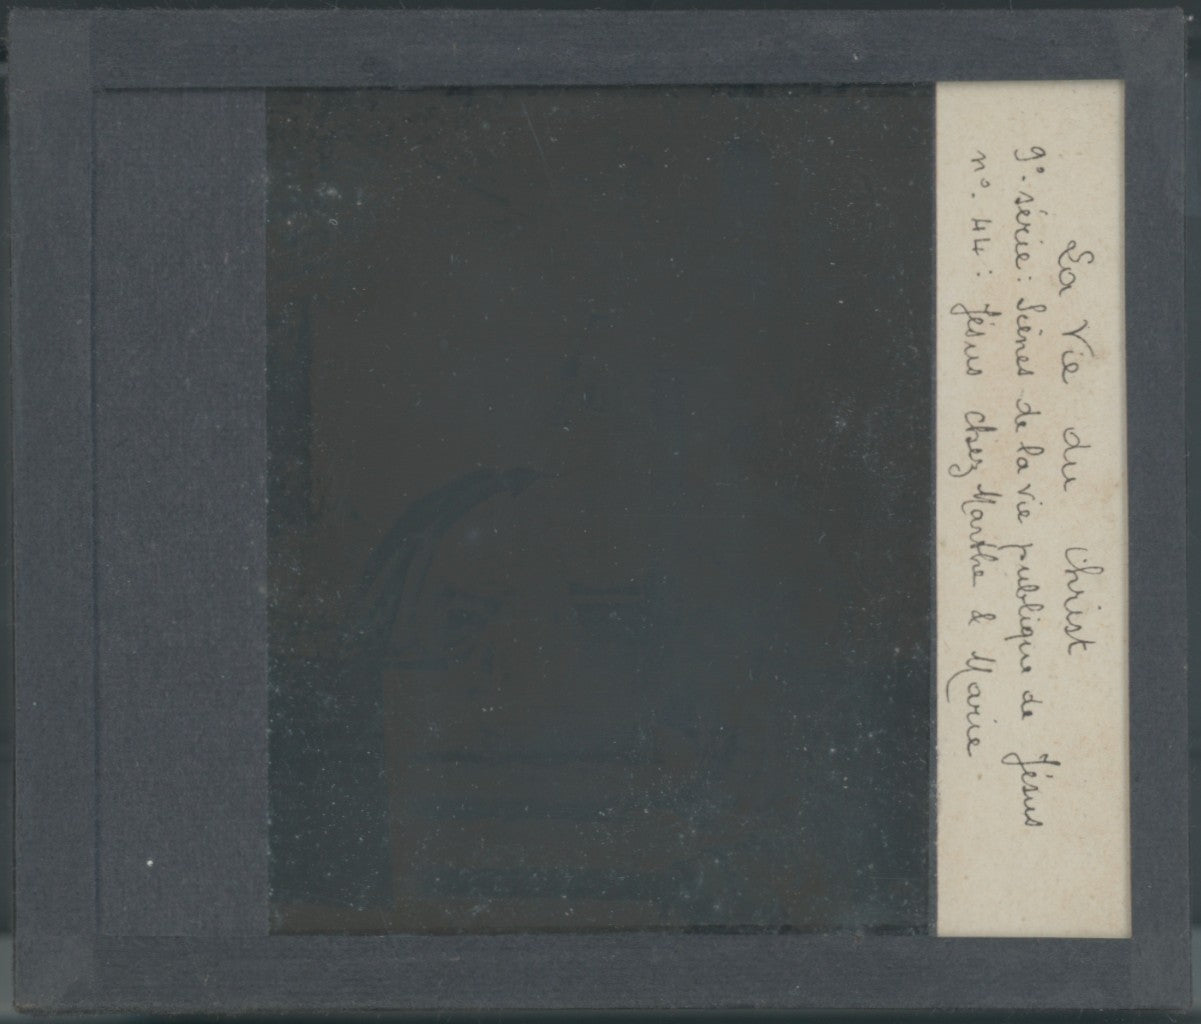 La Vie du Christ
9e. série: Scènes de la vie publique de Jésus
n°. 44: Jésus chez Marthe & Marie